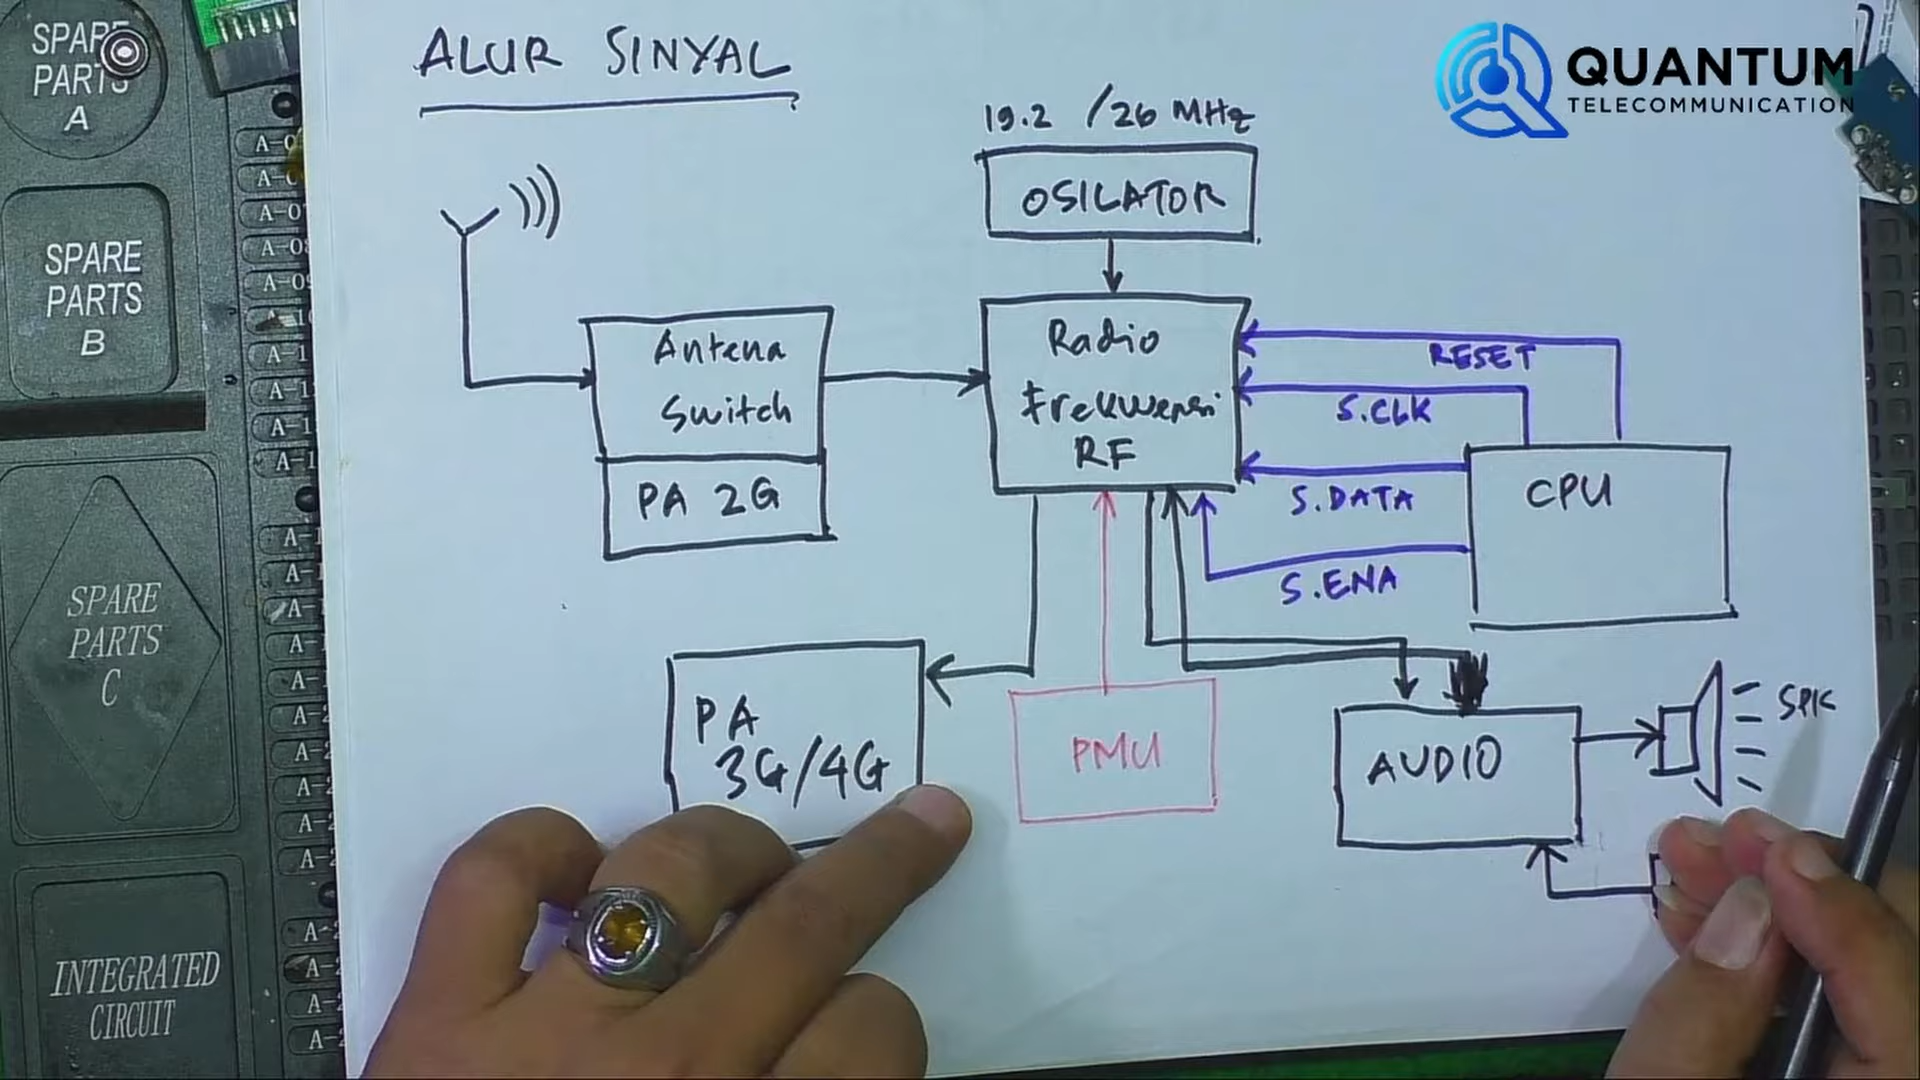 SPARE
PARTS
A
SPARE
PARTS
B
SPARE
PARTS
C
INTEGRATED
CIRCUIT
ALUR SINYAL
QUANTUM
TELECOMMUNICATION
19.2 /26 MHz
OSILATOR
Antena
Switch
PA 2G
Radio
Frekwensi
RF
RESET
S.CLK
S.DATA
S.ENA
CPU
PA
3G/4G
PMU
AUDIO
SPK